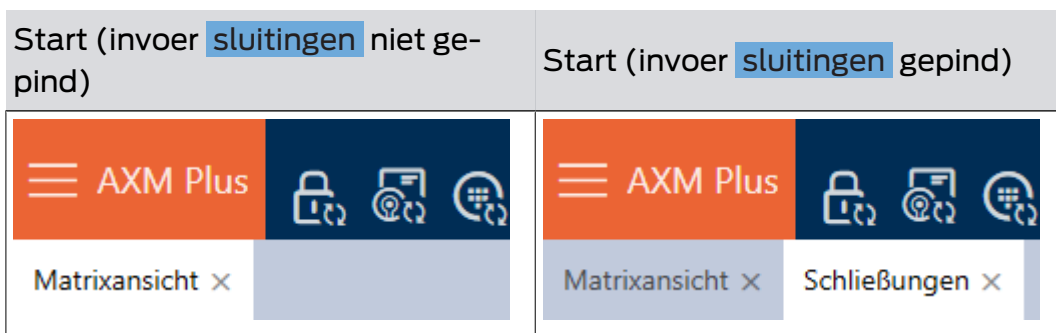 Start (invoer sluitingen niet ge-
pind)
Start (invoer sluitingen gepind)
AXM Plus
Matrixansicht ×
AXM Plus
Matrixansicht × Schließungen ×